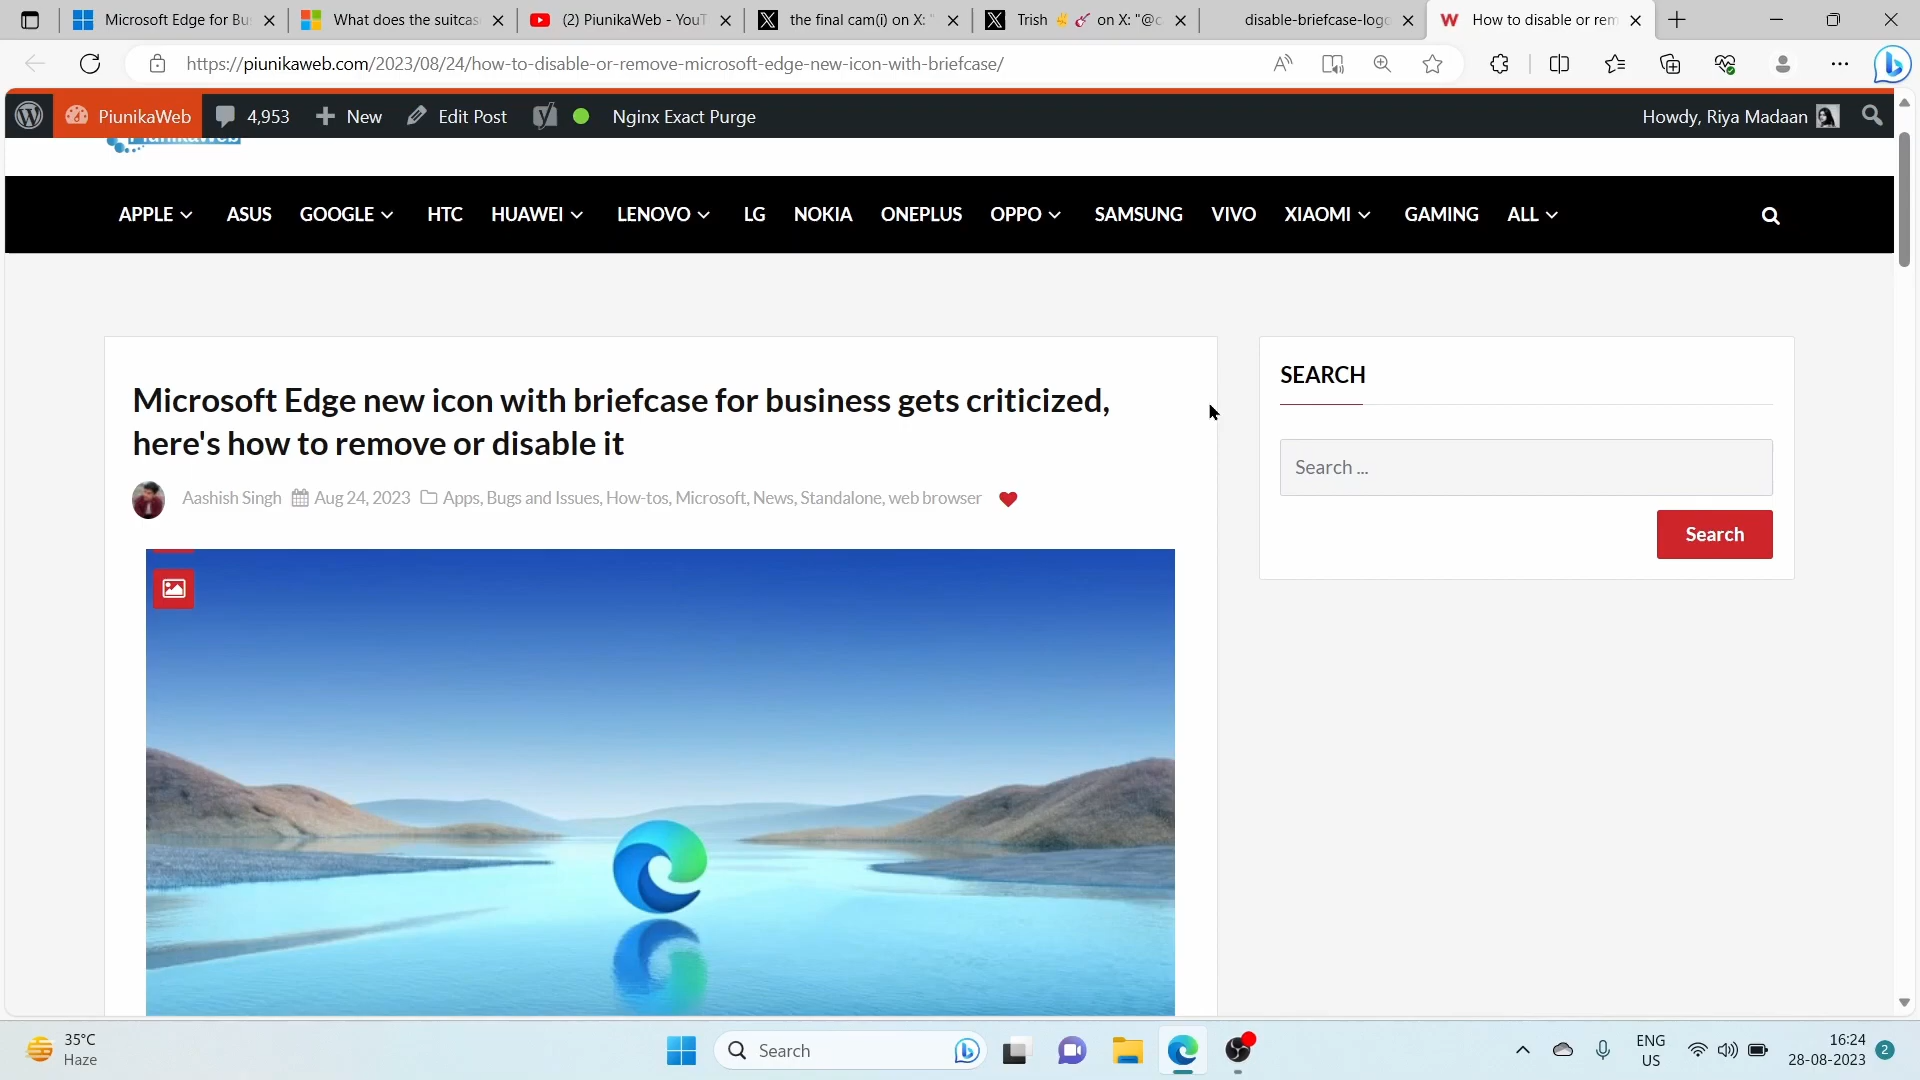 Microsoft Edge for Bu
What does the suitcas
(2) PiunikaWeb - YouT
the final cam(i) on X: "
Trish ✌️ 🎸 on X: "@c
disable-briefcase-logo
How to disable or rem
https://piunikaweb.com/2023/08/24/how-to-disable-or-remove-microsoft-edge-new-icon-with-briefcase/
PiunikaWeb 4,953 New Edit Post Nginx Exact Purge Howdy, Riya Madaan
PiunikaWeb
APPLE ASUS GOOGLE HTC HUAWEI LENOVO LG NOKIA ONEPLUS OPPO SAMSUNG VIVO XIAOMI GAMING ALL
Microsoft Edge new icon with briefcase for business gets criticized,
here's how to remove or disable it
Aashish Singh Aug 24, 2023 Apps, Bugs and Issues, How-tos, Microsoft, News, Standalone, web browser
SEARCH
Search ...
Search
35°C
Haze
Search
ENG
US
16:24
28-08-2023
2